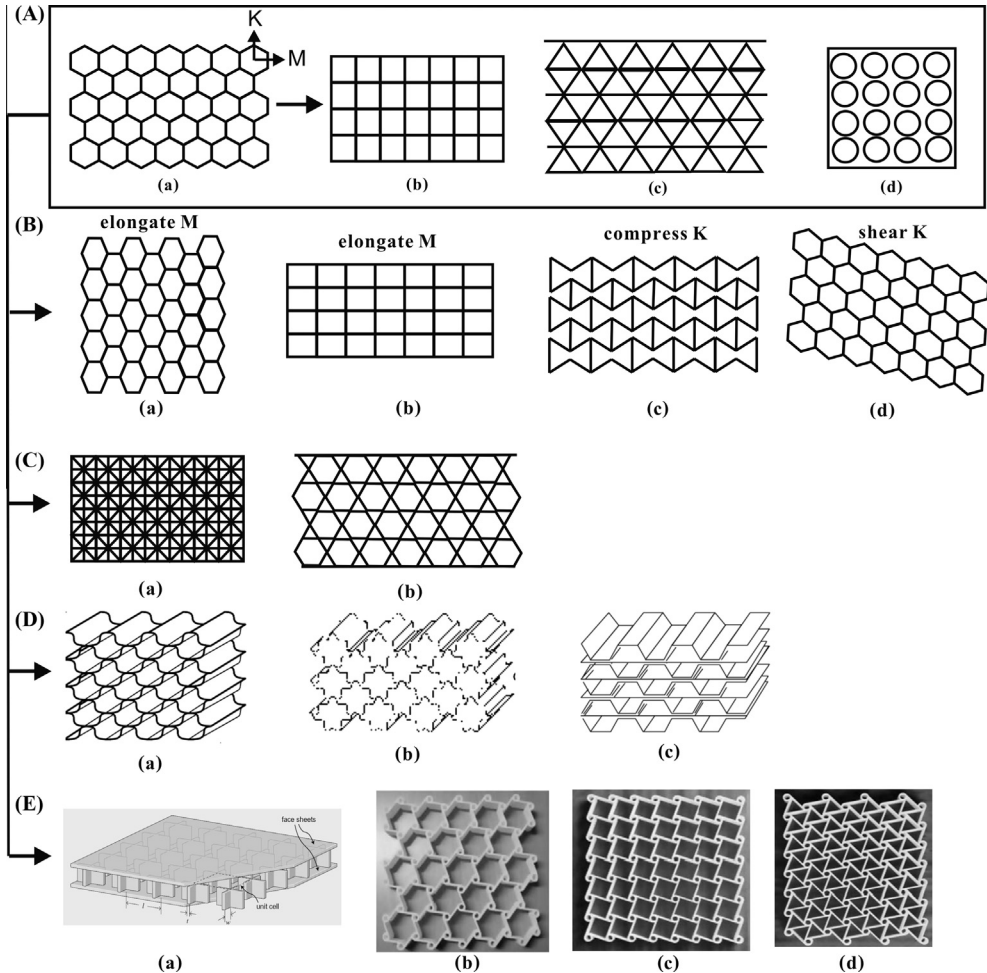 (A)
K
M
(a)
(b)
(c)
(d)
(B)
elongate M
elongate M
compress K
shear K
(a)
(b)
(c)
(d)
(C)
(a)
(b)
(D)
(a)
(b)
(c)
(E)
face sheets
unit cell
(a)
(b)
(c)
(d)